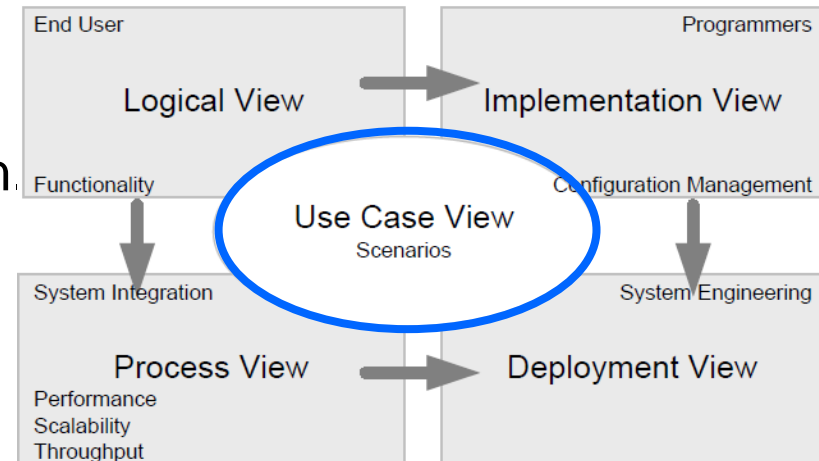 End User
Programmers
Logical View
Implementation View
n.
Functionality
Configuration Management
Use Case View
Scenarios
System Integration
System Engineering
Process View
Deployment View
Performance
Scalability
Throughput